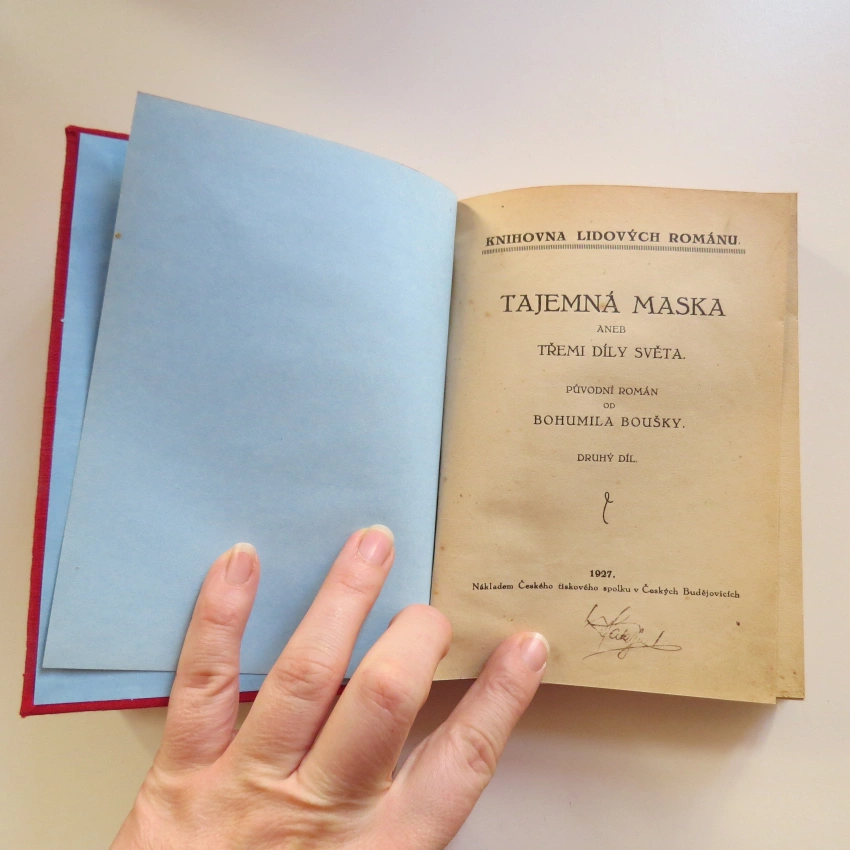 KNIHOVNA LIDOVÝCH ROMÁNU.
TAJEMNÁ MASKA
ANEB
TŘEMI DÍLY SVĚTA.
PŮVODNÍ ROMÁN
OD
BOHUMILA BOUŠKY.
DRUHÝ DÍL.
1927.
Nákladem Českého tiskového spolku v Českých Budějovicích